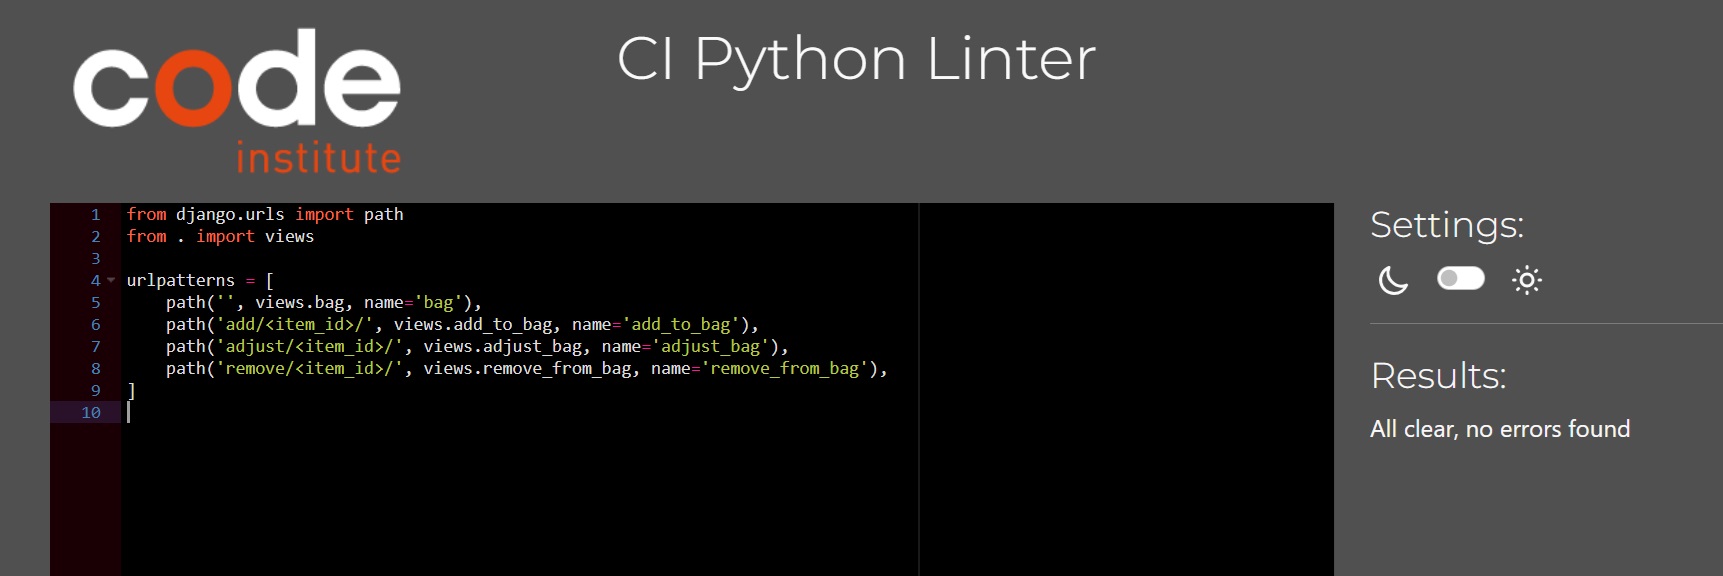 code
institute
CI Python Linter
1 from django.urls import path
2 from . import views
3
4 urlpatterns = [
5     path('', views.bag, name='bag'),
6     path('add/<item_id>/', views.add_to_bag, name='add_to_bag'),
7     path('adjust/<item_id>/', views.adjust_bag, name='adjust_bag'),
8     path('remove/<item_id>/', views.remove_from_bag, name='remove_from_bag'),
9 ]
10
Settings:
Results:
All clear, no errors found